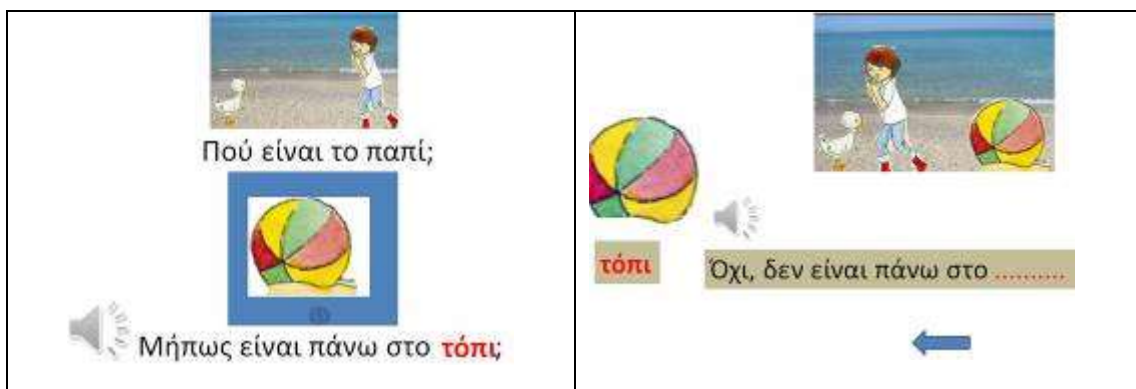 Πού είναι το παπί;
Μήπως είναι πάνω στο τόπι;
τόπι
Όχι, δεν είναι πάνω στο ..........